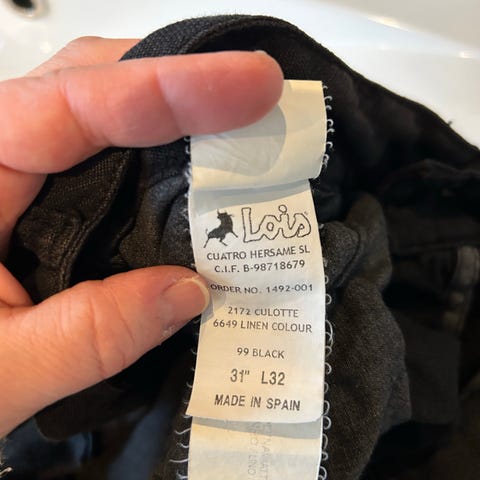 Lois
CUATRO HERSAME SL
C.I.F. B-98718679
ORDER NO. 1492-001
2172 CULOTTE
6649 LINEN COLOUR
99 BLACK
31" L32
MADE IN SPAIN